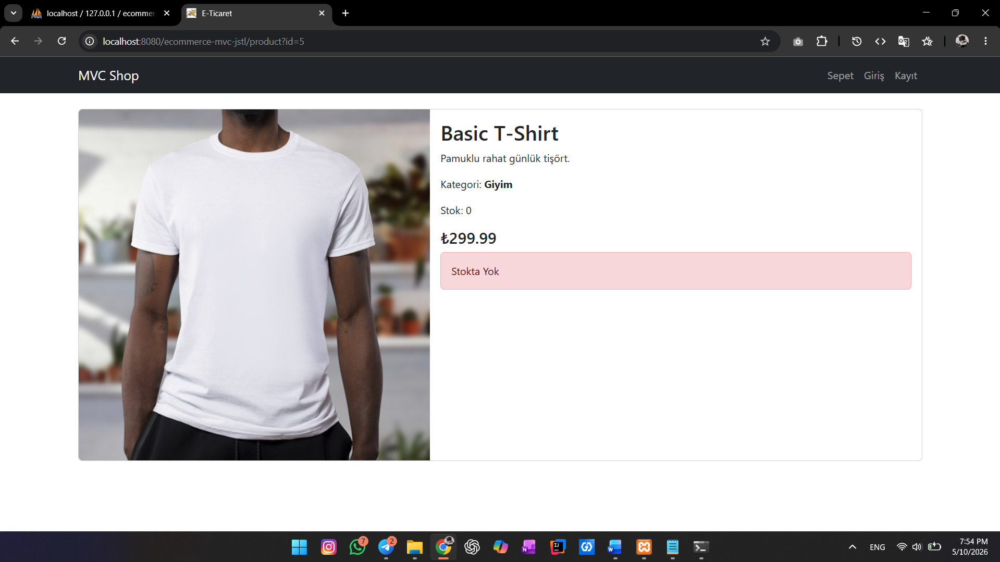 localhost / 127.0.0.1 / ecommer
E-Ticaret
localhost:8080/ecommerce-mvc-jstl/product?id=5
MVC Shop
Sepet
Giriş
Kayıt
Basic T-Shirt
Pamuklu rahat günlük tişört.
Kategori: Giyim
Stok: 0
₺299.99
Stokta Yok
7
2
ENG
7:54 PM
5/10/2026